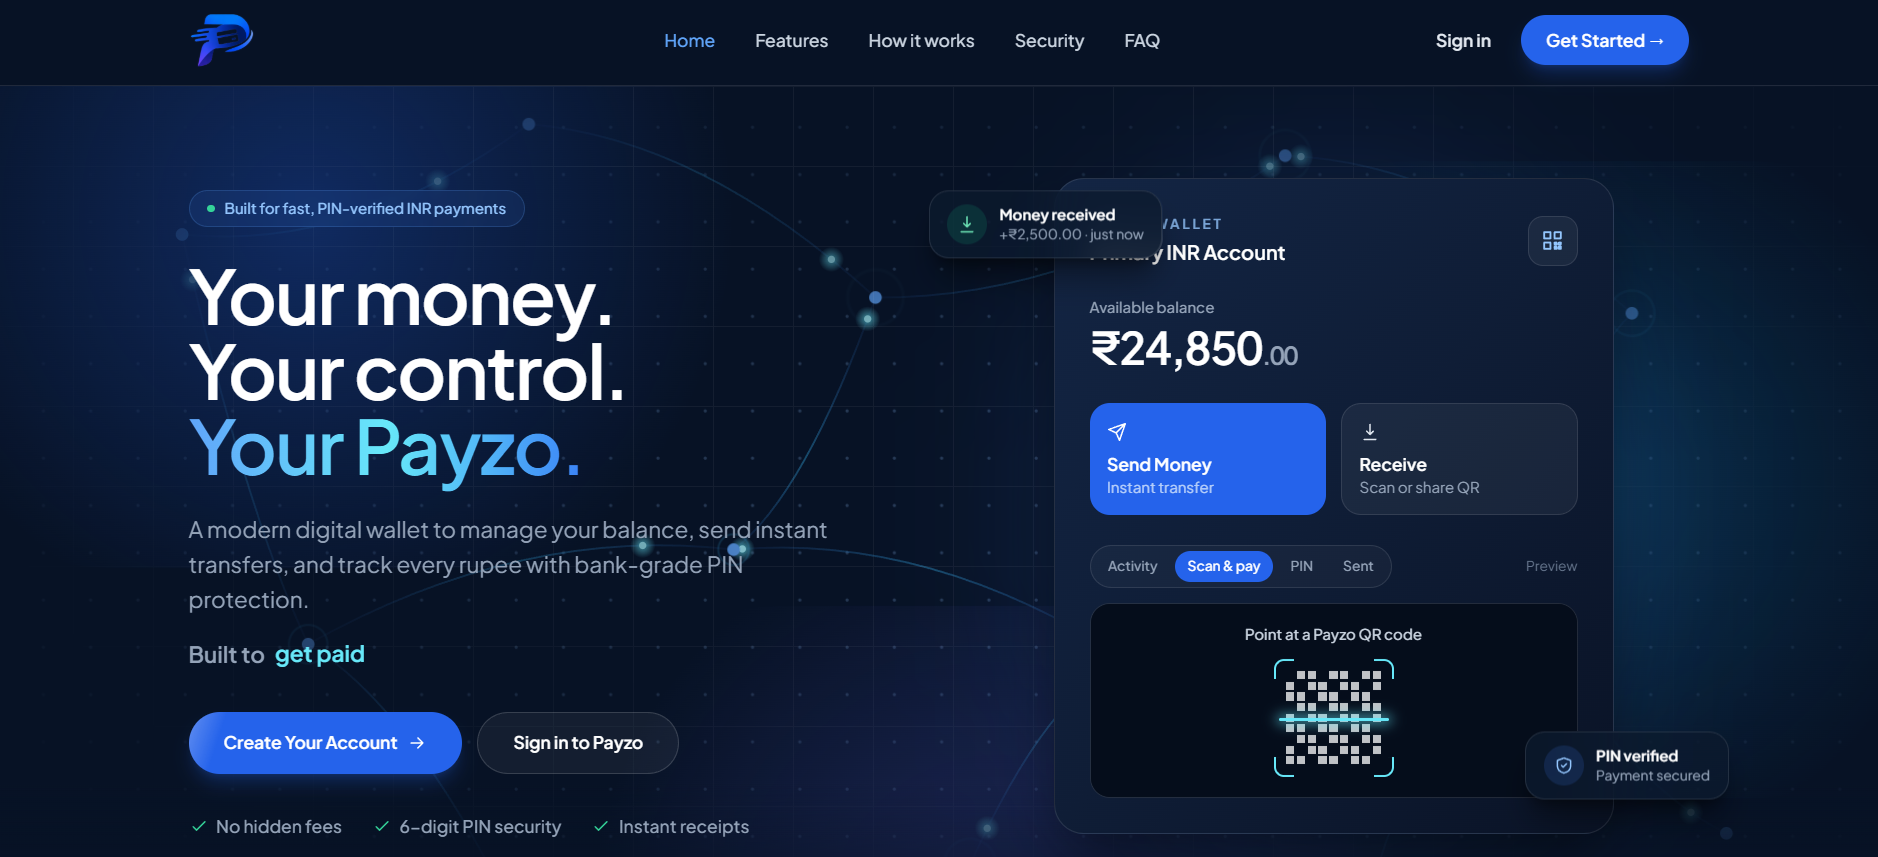 Home
Features
How it works
Security
FAQ
Sign in
Get Started →
Built for fast, PIN-verified INR payments
Your money.
Your control.
Your Payzo.
A modern digital wallet to manage your balance, send instant
transfers, and track every rupee with bank-grade PIN
protection.
Built to get paid
Create Your Account →
Sign in to Payzo
No hidden fees
6-digit PIN security
Instant receipts
Money received
+₹2,500.00 · just now
WALLET
Primary INR Account
Available balance
₹24,850.00
Send Money
Instant transfer
Receive
Scan or share QR
Activity
Scan & pay
PIN
Sent
Preview
Point at a Payzo QR code
PIN verified
Payment secured